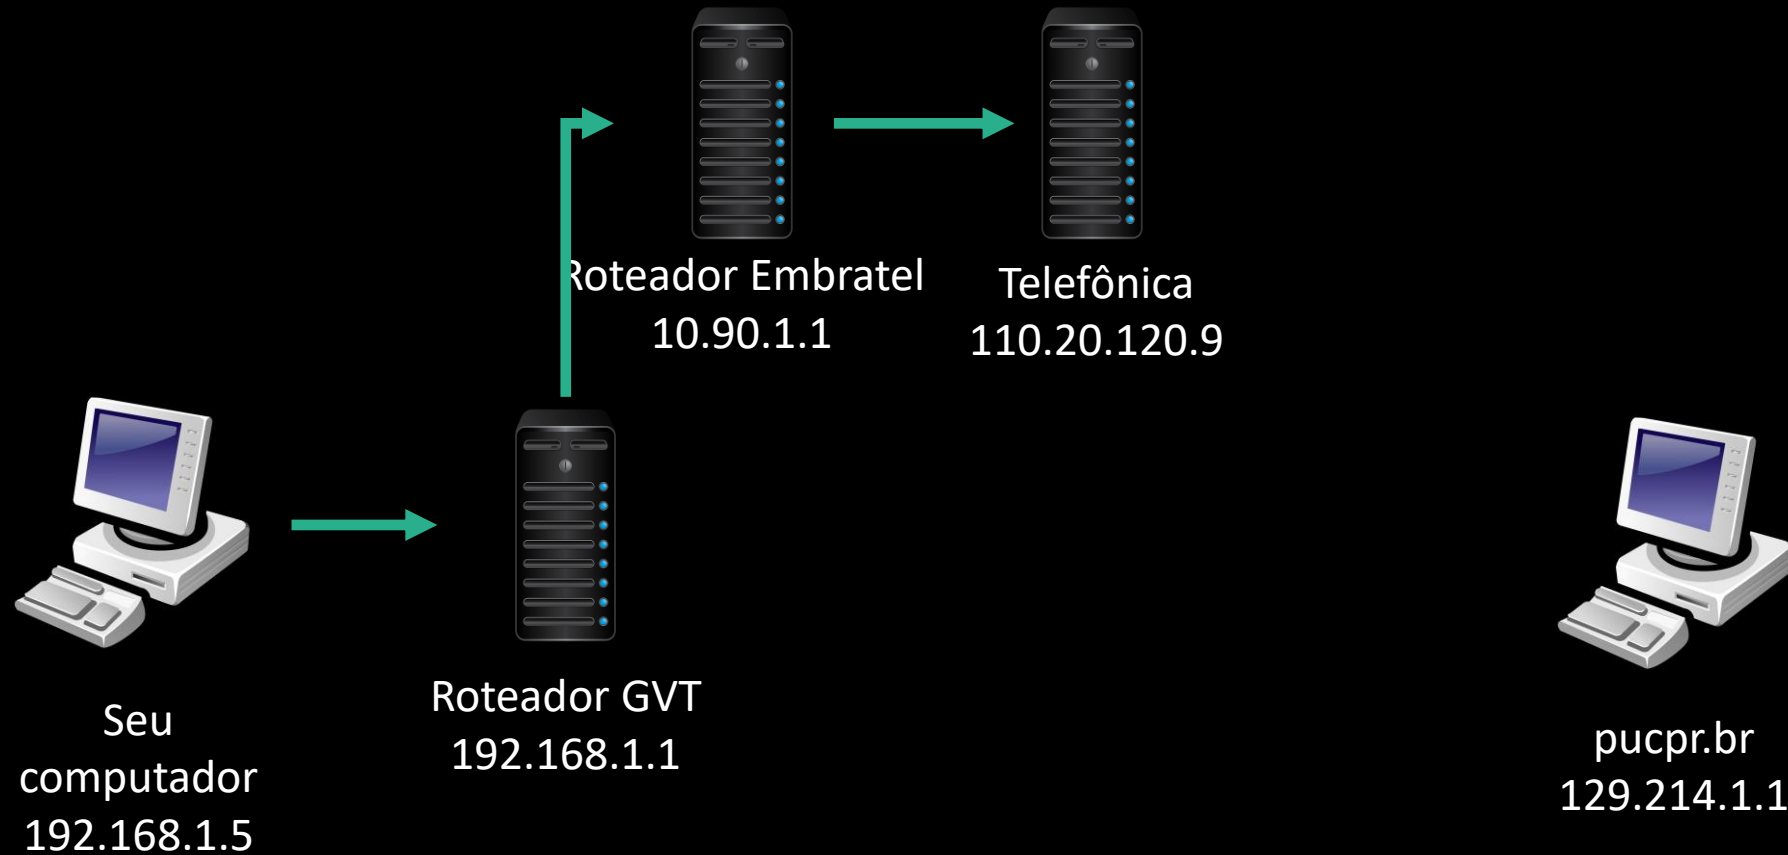 Roteador Embratel
10.90.1.1
Telefônica
110.20.120.9
Seu
computador
192.168.1.5
Roteador GVT
192.168.1.1
pucpr.br
129.214.1.1